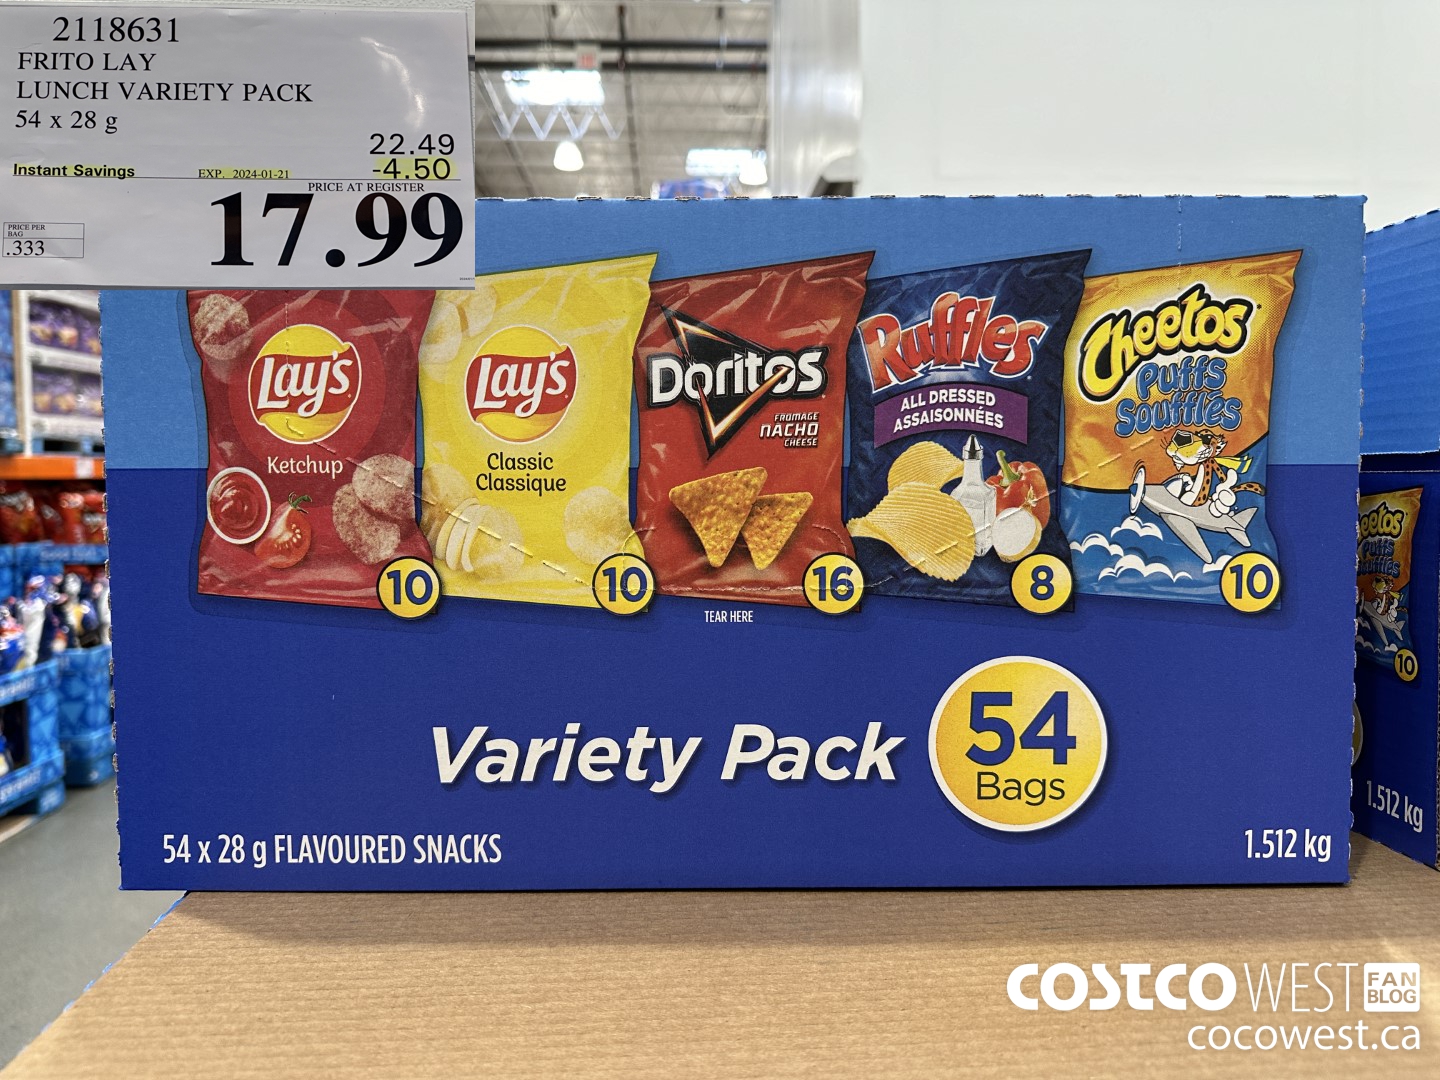 2118631
FRITO LAY
LUNCH VARIETY PACK
54 x 28 g
22.49
Instant Savings EXP. 2024-01-21 -4.50
PRICE AT REGISTER
17.99
PRICE PER
BAG
.333
Lay's
Ketchup
10
Lay's
Classic
Classique
10
Doritos
FROMAGE
NACHO
CHEESE
16
Ruffles
ALL DRESSED
ASSAISONNÉES
8
Cheetos
Puffs
Soufflés
10
TEAR HERE
Variety Pack
54
Bags
54 x 28 g FLAVOURED SNACKS
1.512 kg
eetos
Puffs
10
1.512 kg
COSTCO WEST FAN BLOG
cocowest.ca